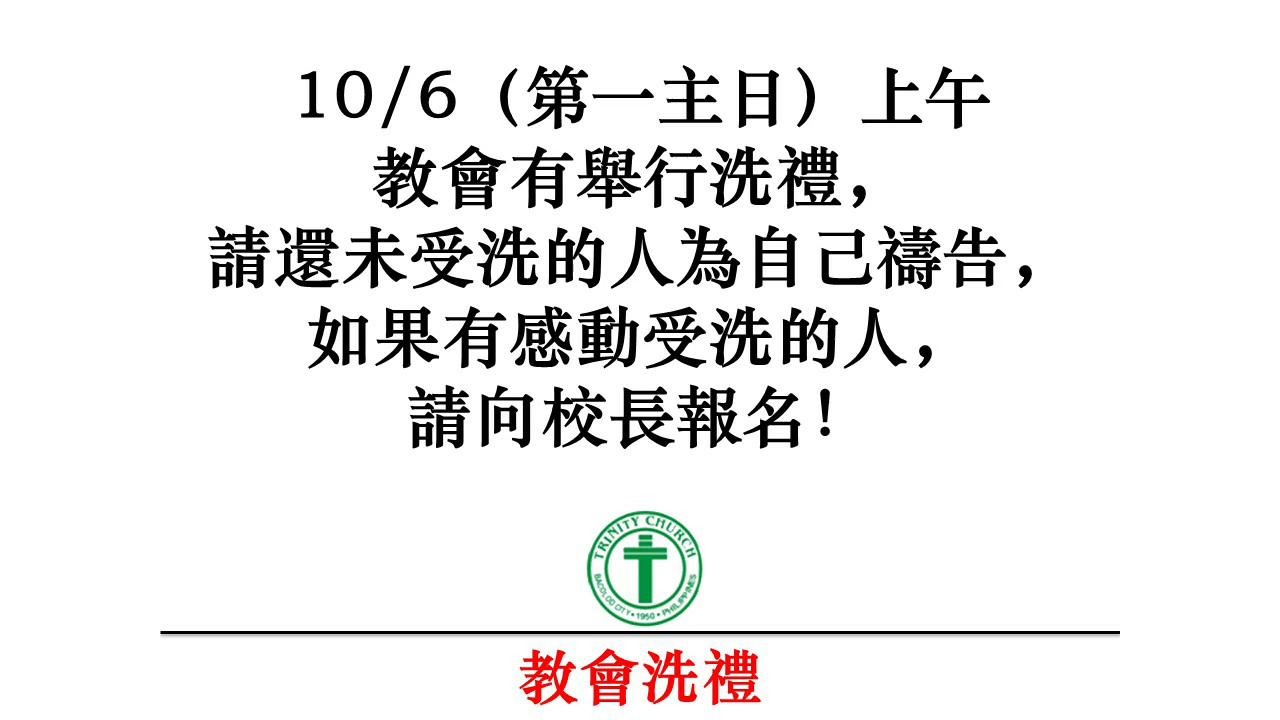 10/6（第一主日）上午
教會有舉行洗禮，
請還未受洗的人為自己禱告，
如果有感動受洗的人，
請向校長報名！
TRINITY CHURCH
BACOLOD CITY • 1950 • PHILIPPINES
教會洗禮